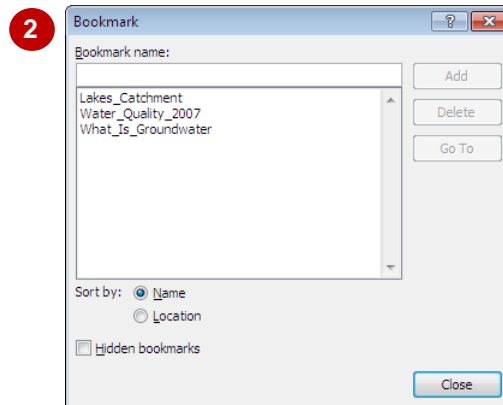 2
Bookmark
Bookmark name:
Add
Lakes_Catchment
Water_Quality_2007
What_Is_Groundwater
Delete
Go To
Sort by: Name
Location
Hidden bookmarks
Close